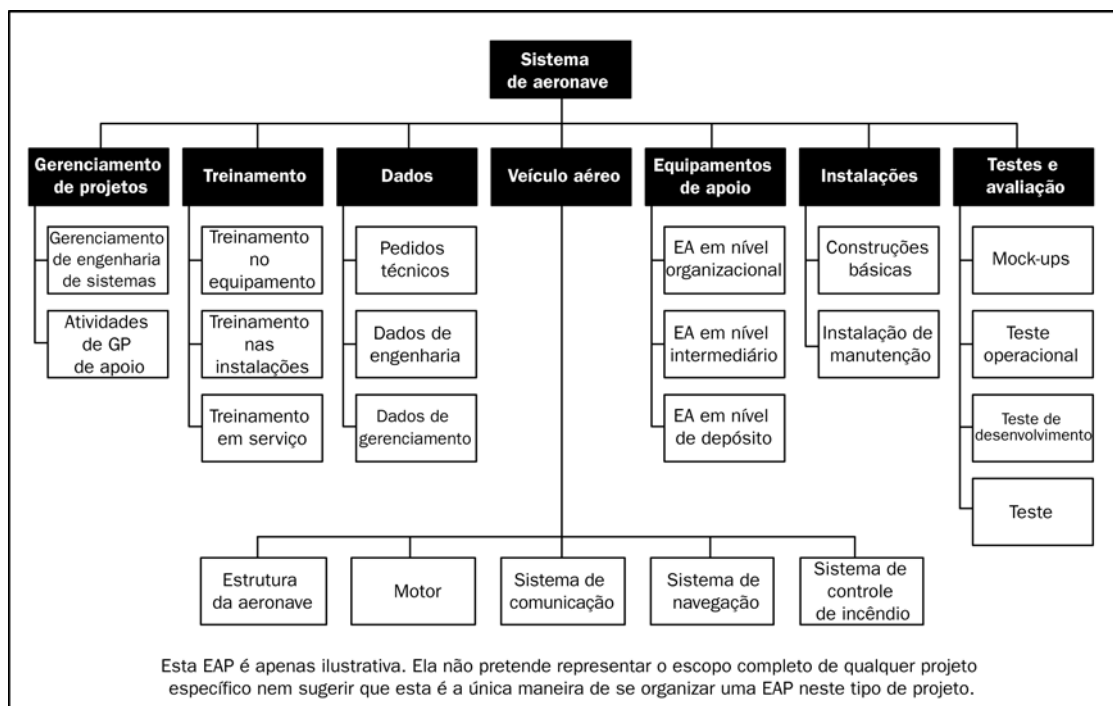 Sistema
de aeronave
Gerenciamento
de projetos
Treinamento
Dados
Veículo aéreo
Equipamentos
de apoio
Instalações
Testes e
avaliação
Gerenciamento
de engenharia
de sistemas
Atividades
de GP
de apoio
Treinamento
no
equipamento
Treinamento
nas
instalações
Treinamento
em serviço
Pedidos
técnicos
Dados de
engenharia
Dados de
gerenciamento
EA em nível
organizacional
EA em nível
intermediário
EA em nível
de depósito
Construções
básicas
Instalação de
manutenção
Mock-ups
Teste
operacional
Teste de
desenvolvimento
Teste
Estrutura
da aeronave
Motor
Sistema de
comunicação
Sistema de
navegação
Sistema de
controle
de incêndio
Esta EAP é apenas ilustrativa. Ela não pretende representar o escopo completo de qualquer projeto
específico nem sugerir que esta é a única maneira de se organizar uma EAP neste tipo de projeto.